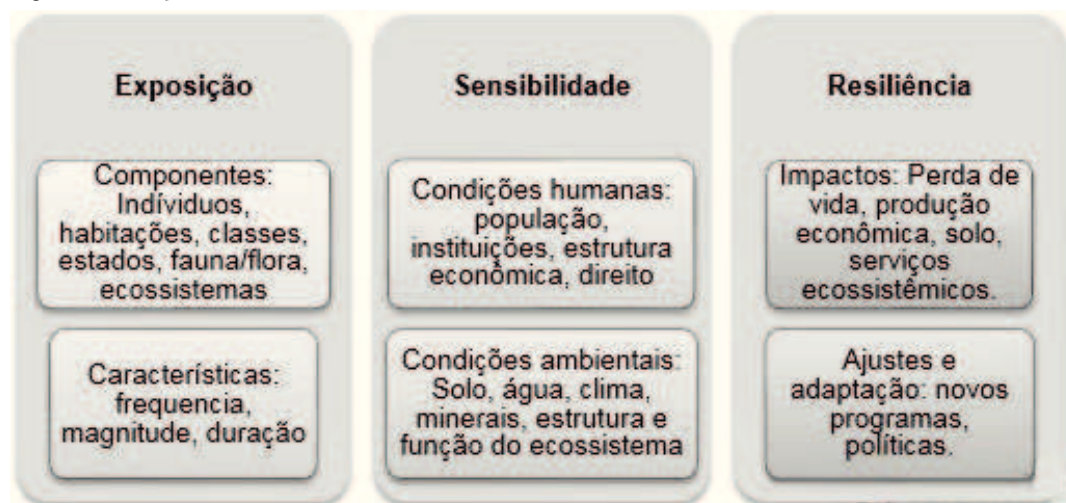 Exposição
Componentes:
Indíviduos,
habitações, classes,
estados, fauna/flora,
ecossistemas
Características:
frequencia,
magnitude, duração
Sensibilidade
Condições humanas:
população,
instituições, estrutura
econômica, direito
Condições ambientais:
Solo, água, clima,
minerais, estrutura e
função do ecossistema
Resiliência
Impactos: Perda de
vida, produção
econômica, solo,
serviços
ecossistêmicos.
Ajustes e
adaptação: novos
programas,
políticas.